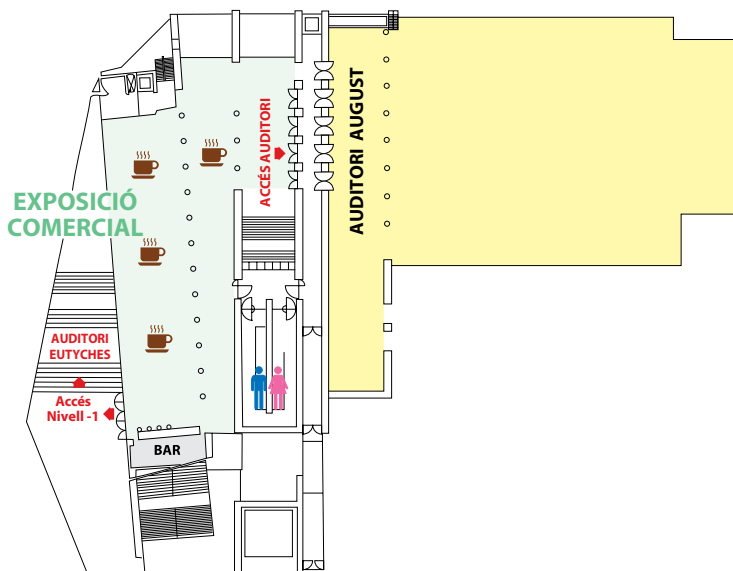 ACCÉS AUDITORI
AUDITORI AUGUST
EXPOSICIÓ
COMERCIAL
AUDITORI
EUTYCHES
Accés
Nivell -1
BAR